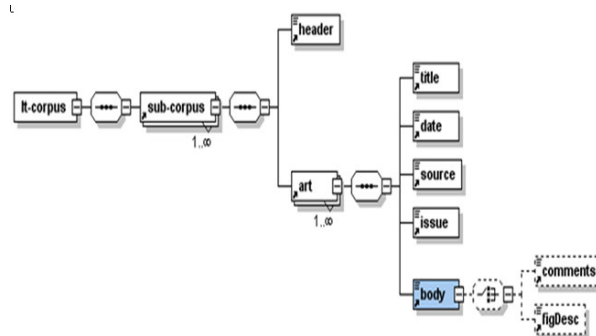 header
title
lt-corpus
sub-corpus
1..∞
date
source
art
1..∞
issue
body
comments
figDesc